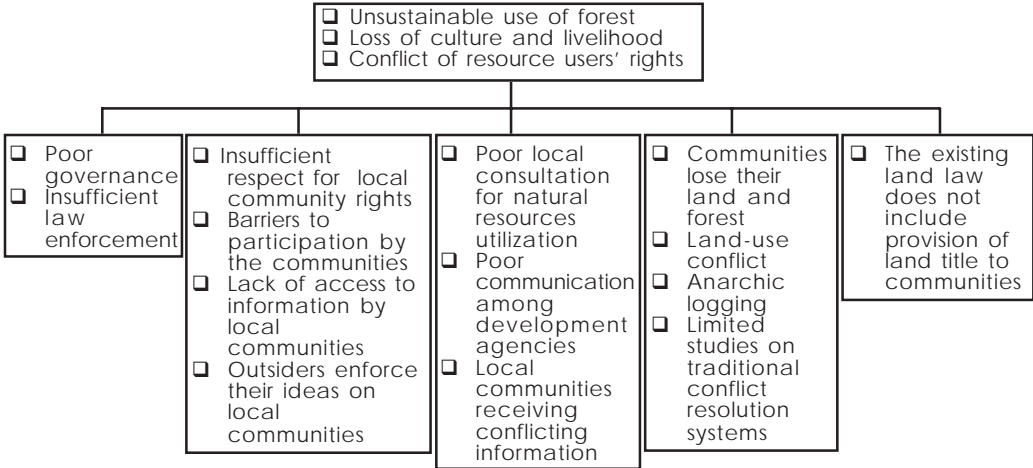 ❑ Unsustainable use of forest
❑ Loss of culture and livelihood
❑ Conflict of resource users' rights
❑ Poor
governance
❑ Insufficient
law
enforcement
❑ Insufficient
respect for local
community rights
❑ Barriers to
participation by
the communities
❑ Lack of access to
information by
local
communities
❑ Outsiders enforce
their ideas on
local
communities
❑ Poor local
consultation
for natural
resources
utilization
❑ Poor
communication
among
development
agencies
❑ Local
communities
receiving
conflicting
information
❑ Communities
lose their
land and
forest
❑ Land-use
conflict
❑ Anarchic
logging
❑ Limited
studies on
traditional
conflict
resolution
systems
❑ The existing
land law
does not
include
provision of
land title to
communities